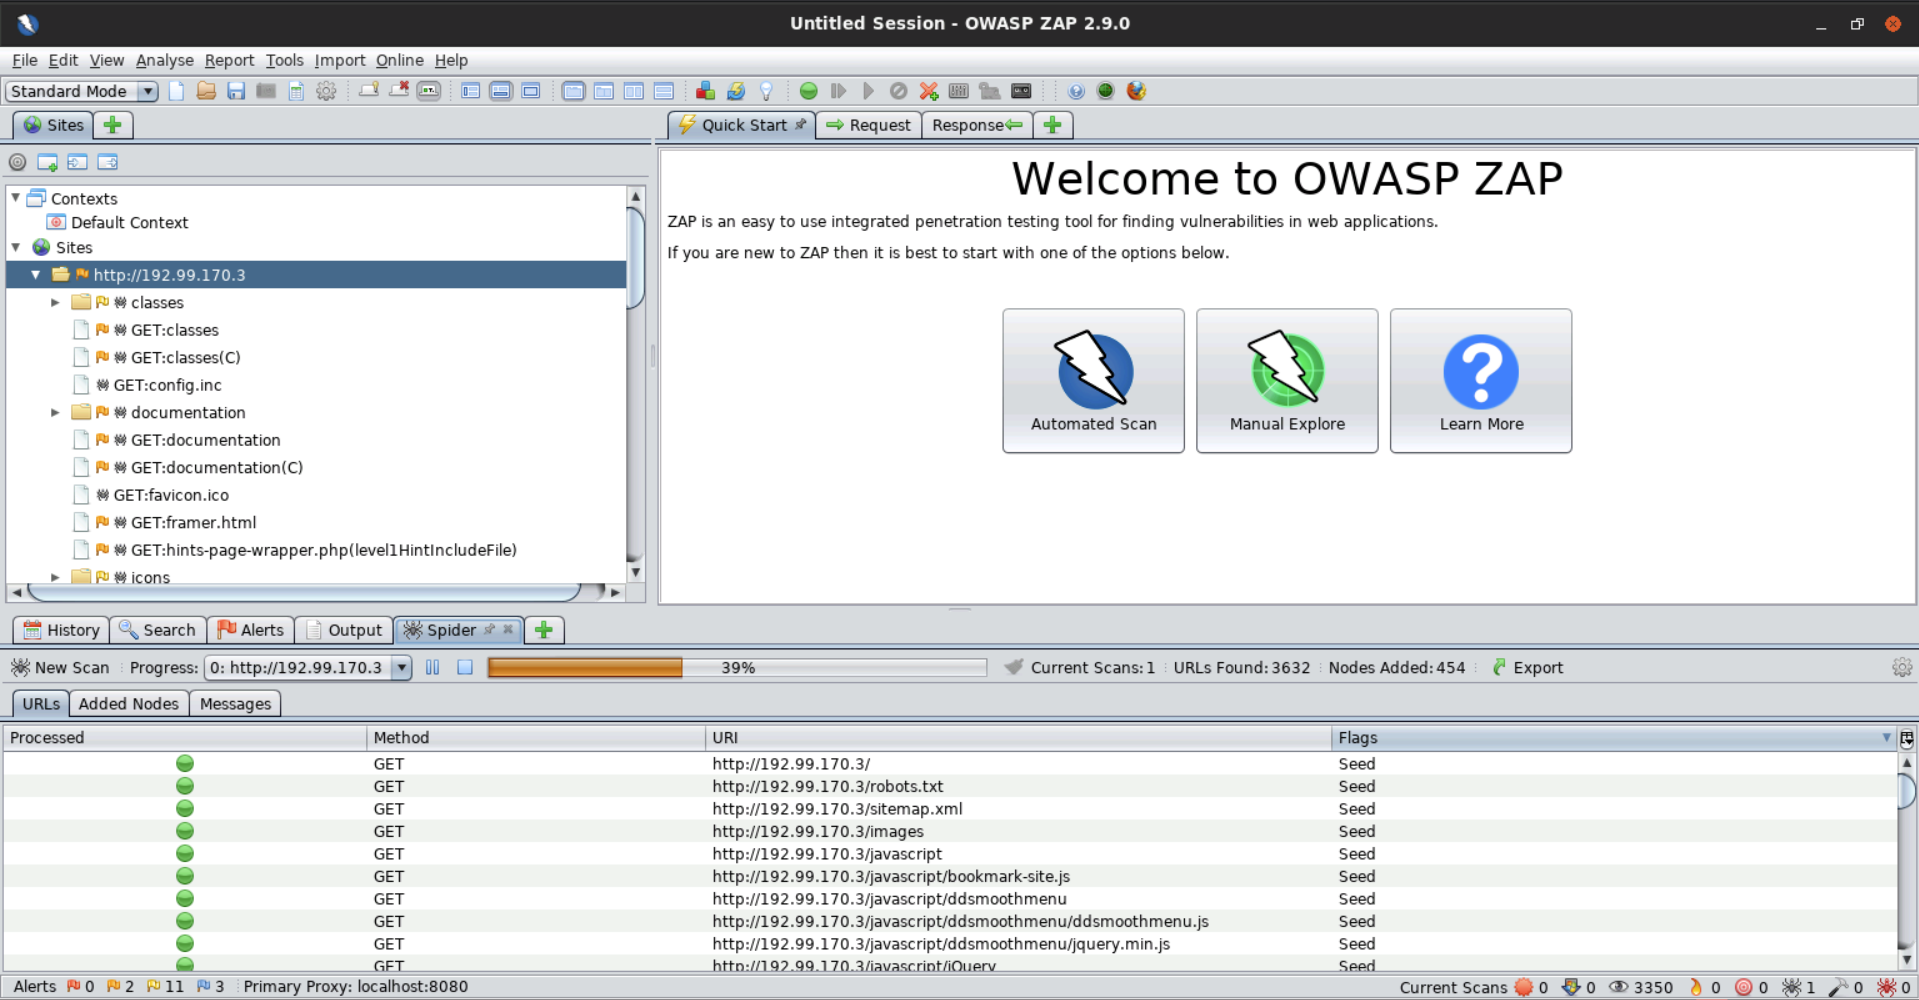 Untitled Session - OWASP ZAP 2.9.0
File Edit View Analyse Report Tools Import Online Help
Standard Mode
Sites
Quick Start Request Response
Contexts
Default Context
Sites
http://192.99.170.3
classes
GET:classes
GET:classes(C)
GET:config.inc
documentation
GET:documentation
GET:documentation(C)
GET:favicon.ico
GET:framer.html
GET:hints-page-wrapper.php(level1HintIncludeFile)
icons
Welcome to OWASP ZAP
ZAP is an easy to use integrated penetration testing tool for finding vulnerabilities in web applications.
If you are new to ZAP then it is best to start with one of the options below.
Automated Scan Manual Explore Learn More
History Search Alerts Output Spider
New Scan Progress: 0: http://192.99.170.3 39% Current Scans: 1 URLs Found: 3632 Nodes Added: 454 Export
URLs Added Nodes Messages
Processed Method URI Flags
GET http://192.99.170.3/ Seed
GET http://192.99.170.3/robots.txt Seed
GET http://192.99.170.3/sitemap.xml Seed
GET http://192.99.170.3/images Seed
GET http://192.99.170.3/javascript Seed
GET http://192.99.170.3/javascript/bookmark-site.js Seed
GET http://192.99.170.3/javascript/ddsmoothmenu Seed
GET http://192.99.170.3/javascript/ddsmoothmenu/ddsmoothmenu.js Seed
GET http://192.99.170.3/javascript/ddsmoothmenu/jquery.min.js Seed
GET http://192.99.170.3/javascript/jQuery Seed
Alerts 0 2 11 3 Primary Proxy: localhost:8080 Current Scans 0 0 3350 0 0 1 0 0